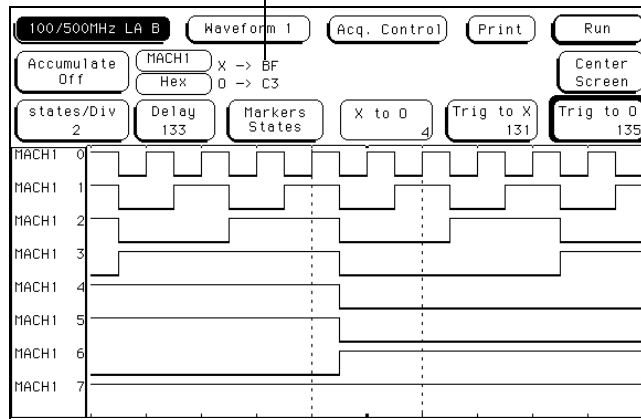 100/500MHz LA B Waveform 1 Acq. Control Print Run
Accumulate Off MACH1 X -> BF Center Screen
Hex O -> C3
states/Div 2 Delay 133 Markers States X to O 4 Trig to X 131 Trig to O 135
MACH1 0
MACH1 1
MACH1 2
MACH1 3
MACH1 4
MACH1 5
MACH1 6
MACH1 7